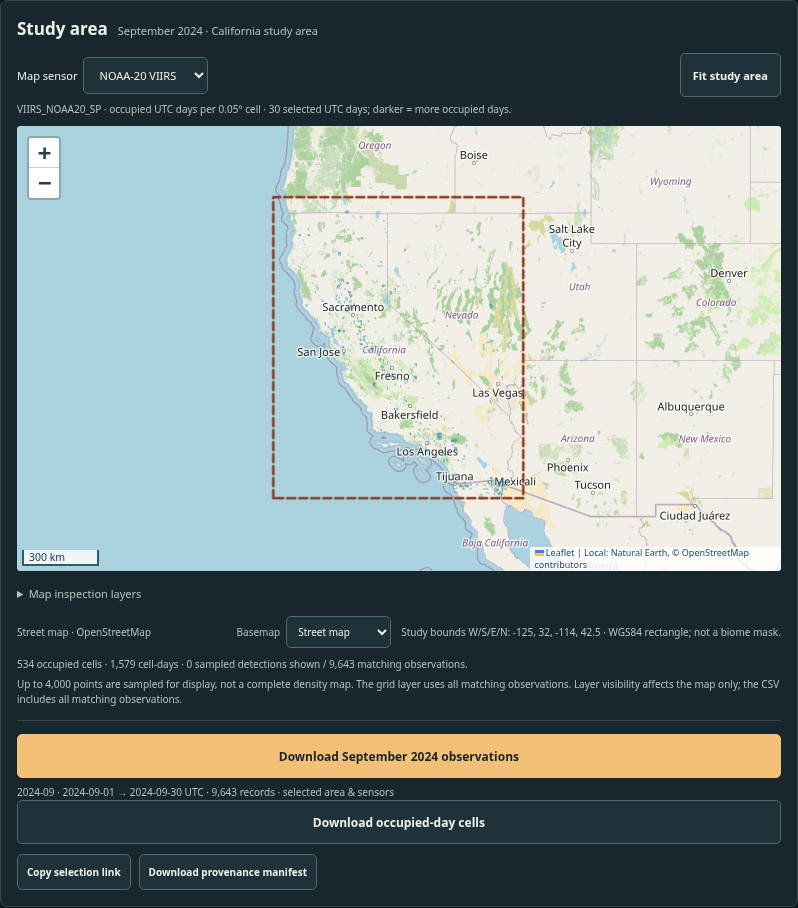 Study area September 2024 · California study area
Map sensor NOAA-20 VIIRS Fit study area
VIIRS_NOAA20_SP · occupied UTC days per 0.05° cell · 30 selected UTC days; darker = more occupied days.
+
−
Oregon
Boise
Wyoming
Salt Lake
City
Denver
Utah
Colorado
Sacramento
Nevada
San Jose
California
Fresno
Las Vegas
Bakersfield
Albuquerque
Arizona
New Mexico
Los Angeles
Phoenix
Tijuana
Mexicali
Tucson
Ciudad Juárez
Baja California
300 km
Leaflet | Local: Natural Earth, © OpenStreetMap
contributors
Map inspection layers
Street map · OpenStreetMap Basemap Street map Study bounds W/S/E/N: -125, 32, -114, 42.5 · WGS84 rectangle; not a biome mask.
534 occupied cells · 1,579 cell-days · 0 sampled detections shown / 9,643 matching observations.
Up to 4,000 points are sampled for display, not a complete density map. The grid layer uses all matching observations. Layer visibility affects the map only; the CSV
includes all matching observations.
Download September 2024 observations
2024-09 · 2024-09-01 → 2024-09-30 UTC · 9,643 records · selected area & sensors
Download occupied-day cells
Copy selection link Download provenance manifest